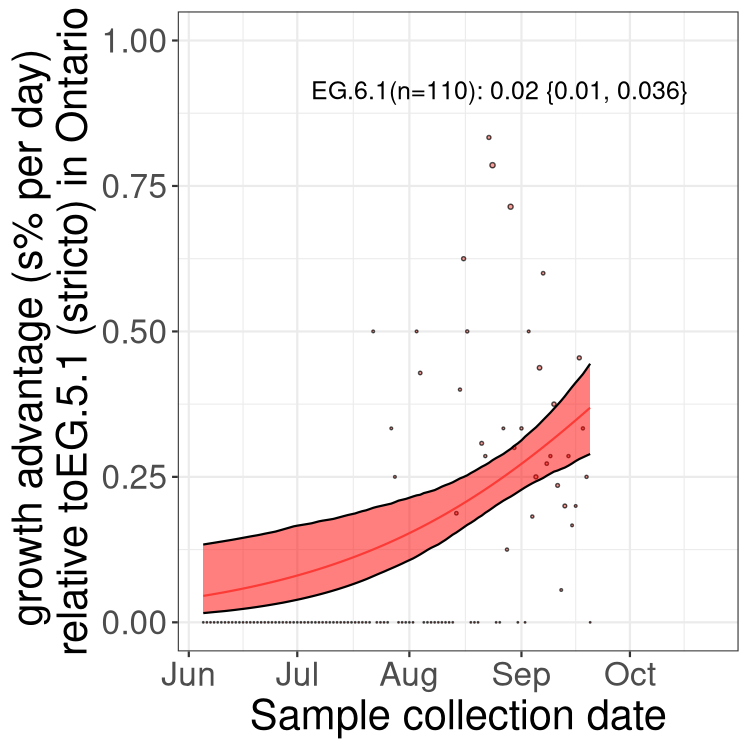 growth advantage (s% per day)
relative toEG.5.1 (stricto) in Ontario
1.00
0.75
0.50
0.25
0.00
EG.6.1(n=110): 0.02 {0.01, 0.036}
Jun Jul Aug Sep Oct
Sample collection date